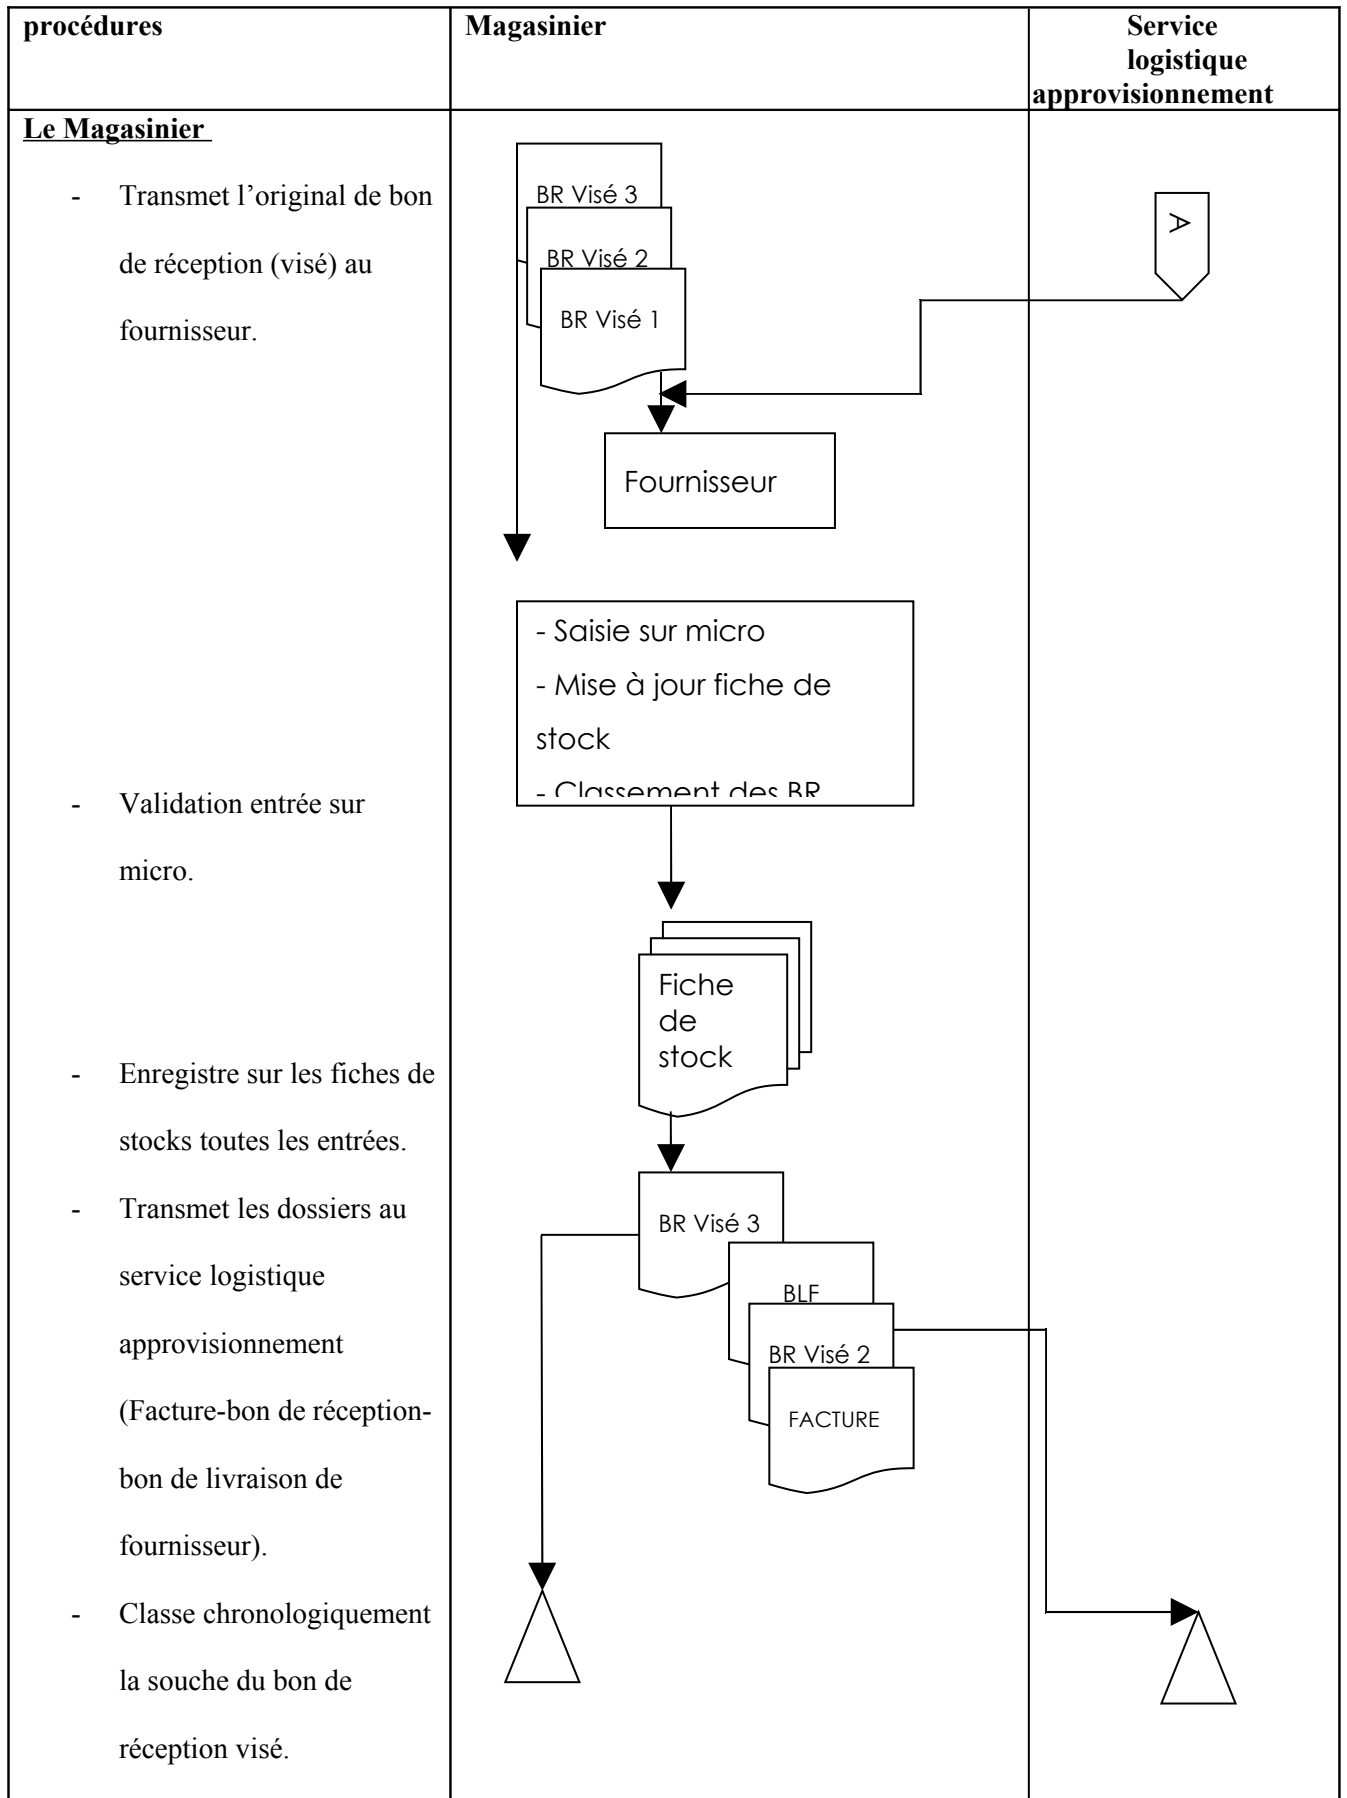 procédures
Magasinier
Service
logistique
approvisionnement
Le Magasinier
- Transmet l’original de bon
de réception (visé) au
fournisseur.
- Validation entrée sur
micro.
- Enregistre sur les fiches de
stocks toutes les entrées.
- Transmet les dossiers au
service logistique
approvisionnement
(Facture-bon de réception-
bon de livraison de
fournisseur).
- Classe chronologiquement
la souche du bon de
réception visé.
BR Visé 3
BR Visé 2
BR Visé 1
Fournisseur
- Saisie sur micro
- Mise à jour fiche de
stock
- Classement des BR
Fiche
de
stock
BR Visé 3
BLF
BR Visé 2
FACTURE
A